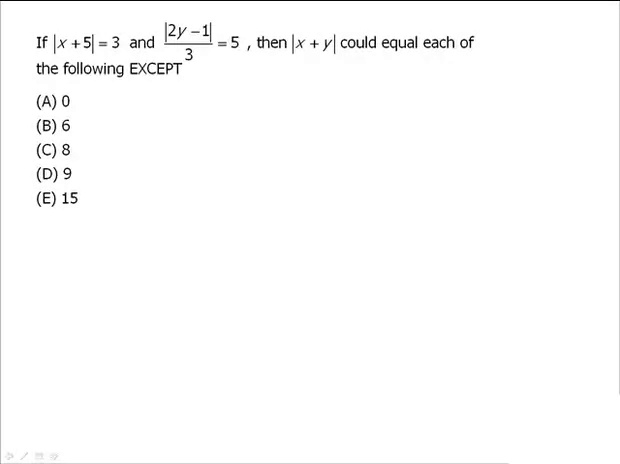 If |x + 5| = 3 and |2y − 1|/3 = 5 , then |x + y| could equal each of
the following EXCEPT
(A) 0
(B) 6
(C) 8
(D) 9
(E) 15